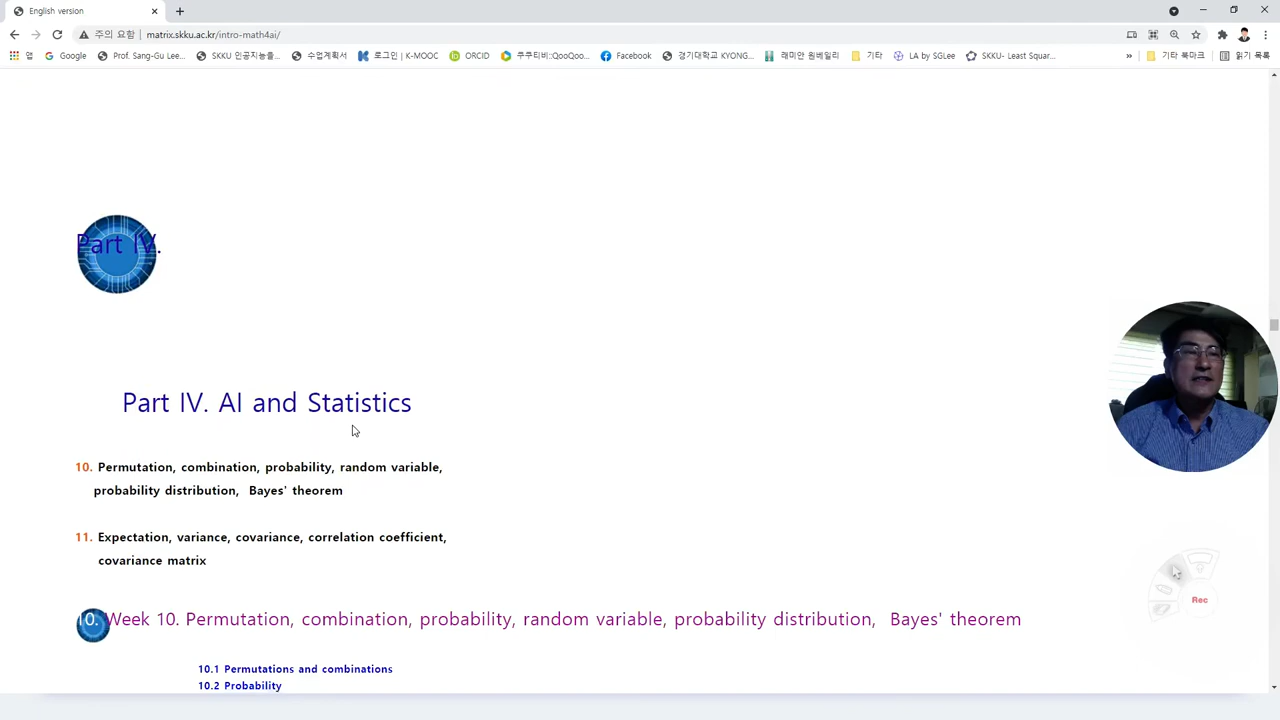 English version
주의 요함 | matrix.skku.ac.kr/intro-math4ai/
앱 Google Prof. Sang-Gu Lee... SKKU 인공지능을... 수업계획서 로그인 | K-MOOC ORCID 쿠쿠티비::QooQoo... Facebook 경기대학교 KYONG... 래미안 원베일리 기타 LA by SGLee SKKU- Least Squar... » 기타 북마크 읽기 목록
Part IV.
Part IV. AI and Statistics
10. Permutation, combination, probability, random variable,
probability distribution, Bayes' theorem
11. Expectation, variance, covariance, correlation coefficient,
covariance matrix
Rec
10. Week 10. Permutation, combination, probability, random variable, probability distribution, Bayes' theorem
10.1 Permutations and combinations
10.2 Probability